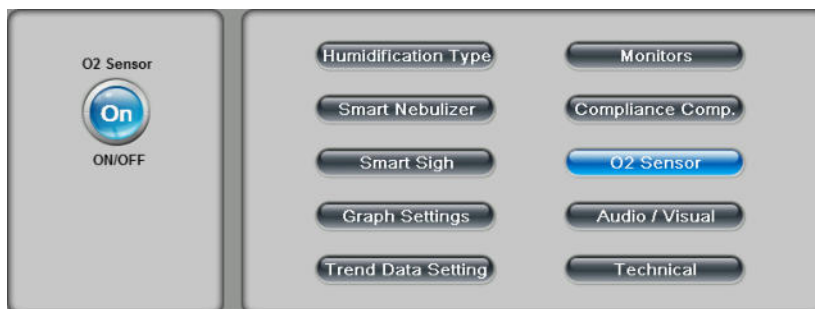 O2 Sensor
On
ON/OFF
Humidification Type
Monitors
Smart Nebulizer
Compliance Comp.
Smart Sigh
O2 Sensor
Graph Settings
Audio / Visual
Trend Data Setting
Technical